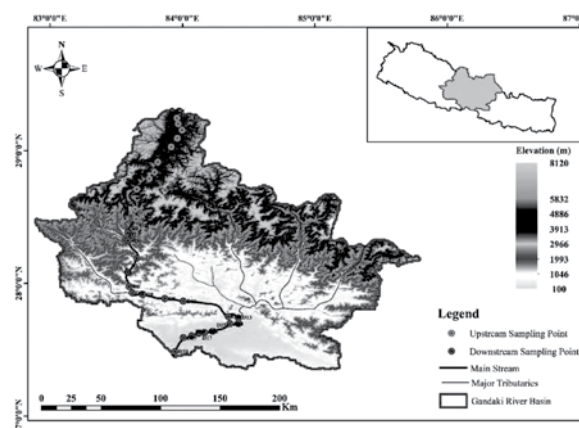 83°0'0"E 84°0'0"E 85°0'0"E 86°0'0"E 87°0
N
W E
S
29°0'0"N
28°0'0"N
Elevation (m)
8120
5832
4886
3913
2966
1993
1046
100
Legend
Upstream Sampling Point
Downstream Sampling Point
Main Stream
Major Tributaries
Gandaki River Basin
0 25 50 100 150 200
Km